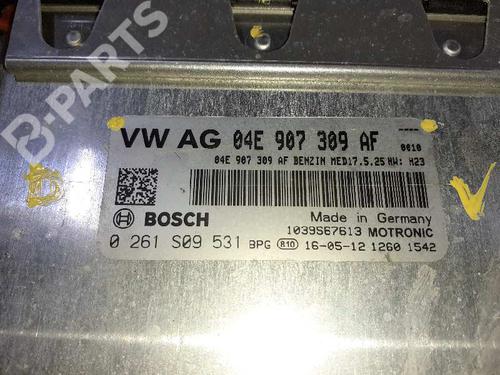 B-PARTS
VW AG 04E 907 309 AF ----
0010
04E 907 309 AF BENZIN MED17.5.25 HW: H23
BOSCH Made in Germany
1039S67613 MOTRONIC
0 261 S09 531 BPG 810 16-05-12 1260 1542